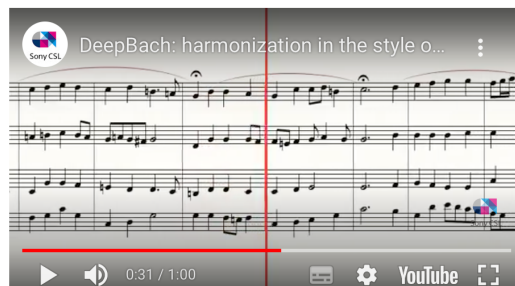 Sony CSL
DeepBach: harmonization in the style o...
0:31 / 1:00
YouTube